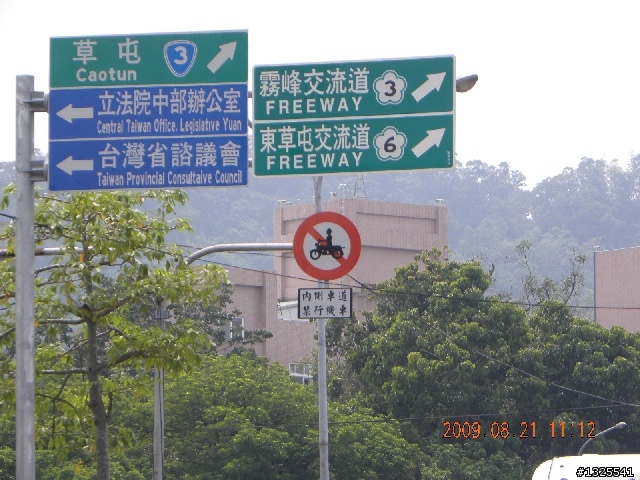 草屯 3
Caotun
立法院中部辦公室
Central Taiwan Office, Legislative Yuan
台灣省諮議會
Taiwan Provincial Consultaive Council
霧峰交流道 3
FREEWAY
東草屯交流道 6
FREEWAY
內側車道
禁行機車
2009.08.21 11:12
#1325541